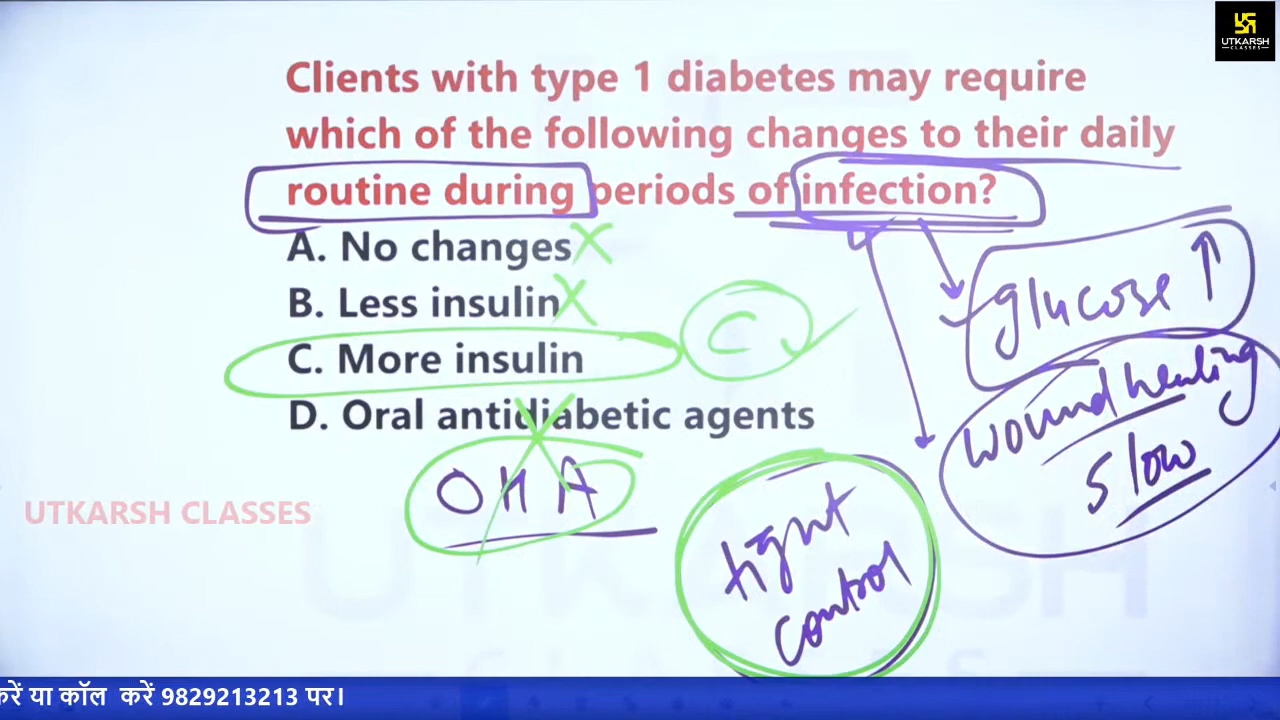 UTKARSH
CLASSES
Clients with type 1 diabetes may require
which of the following changes to their daily
routine during periods of infection?
A. No changes
B. Less insulin
C. More insulin
D. Oral antidiabetic agents
C
glucose ↑
wound healing
slow
OHA
tight
control
UTKARSH CLASSES
करें या कॉल करें 9829213213 पर।